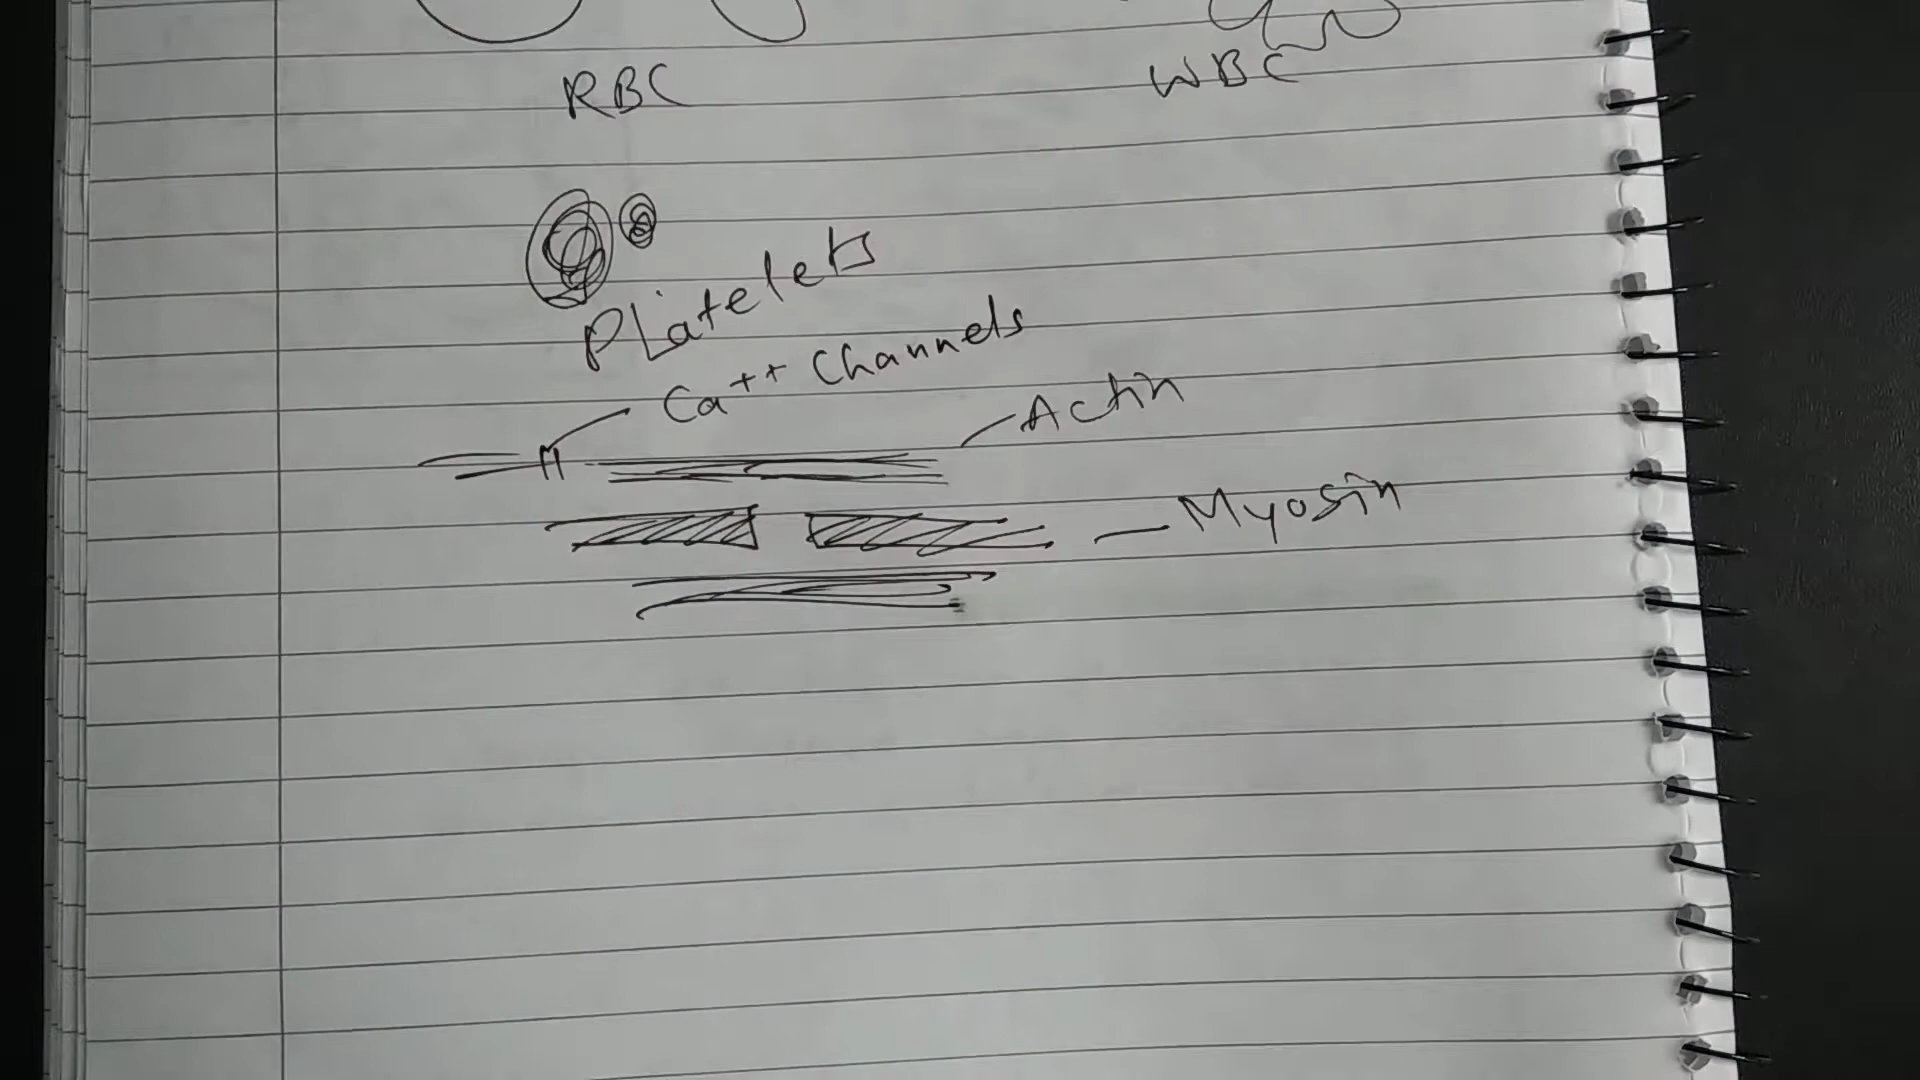 RBC
WBC
Platelets
Ca++ Channels
Actin
Myosin